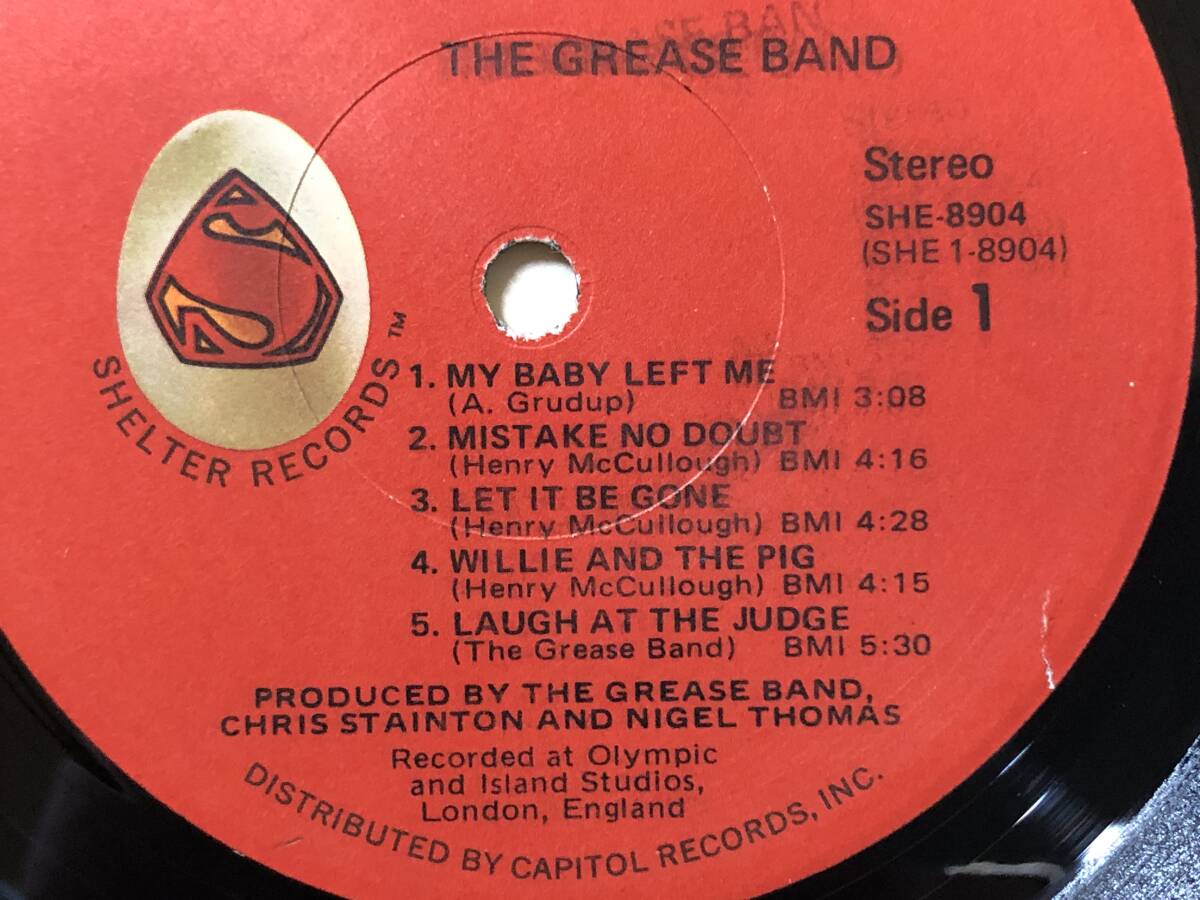 THE GREASE BAND
Stereo
SHE-8904
(SHE 1-8904)
Side 1
SHELTER RECORDS™
1. MY BABY LEFT ME
(A. Grudup) BMI 3:08
2. MISTAKE NO DOUBT
(Henry McCullough) BMI 4:16
3. LET IT BE GONE
(Henry McCullough) BMI 4:28
4. WILLIE AND THE PIG
(Henry McCullough) BMI 4:15
5. LAUGH AT THE JUDGE
(The Grease Band) BMI 5:30
PRODUCED BY THE GREASE BAND,
CHRIS STAINTON AND NIGEL THOMAS
Recorded at Olympic
and Island Studios,
London, England
DISTRIBUTED BY CAPITOL RECORDS, INC.